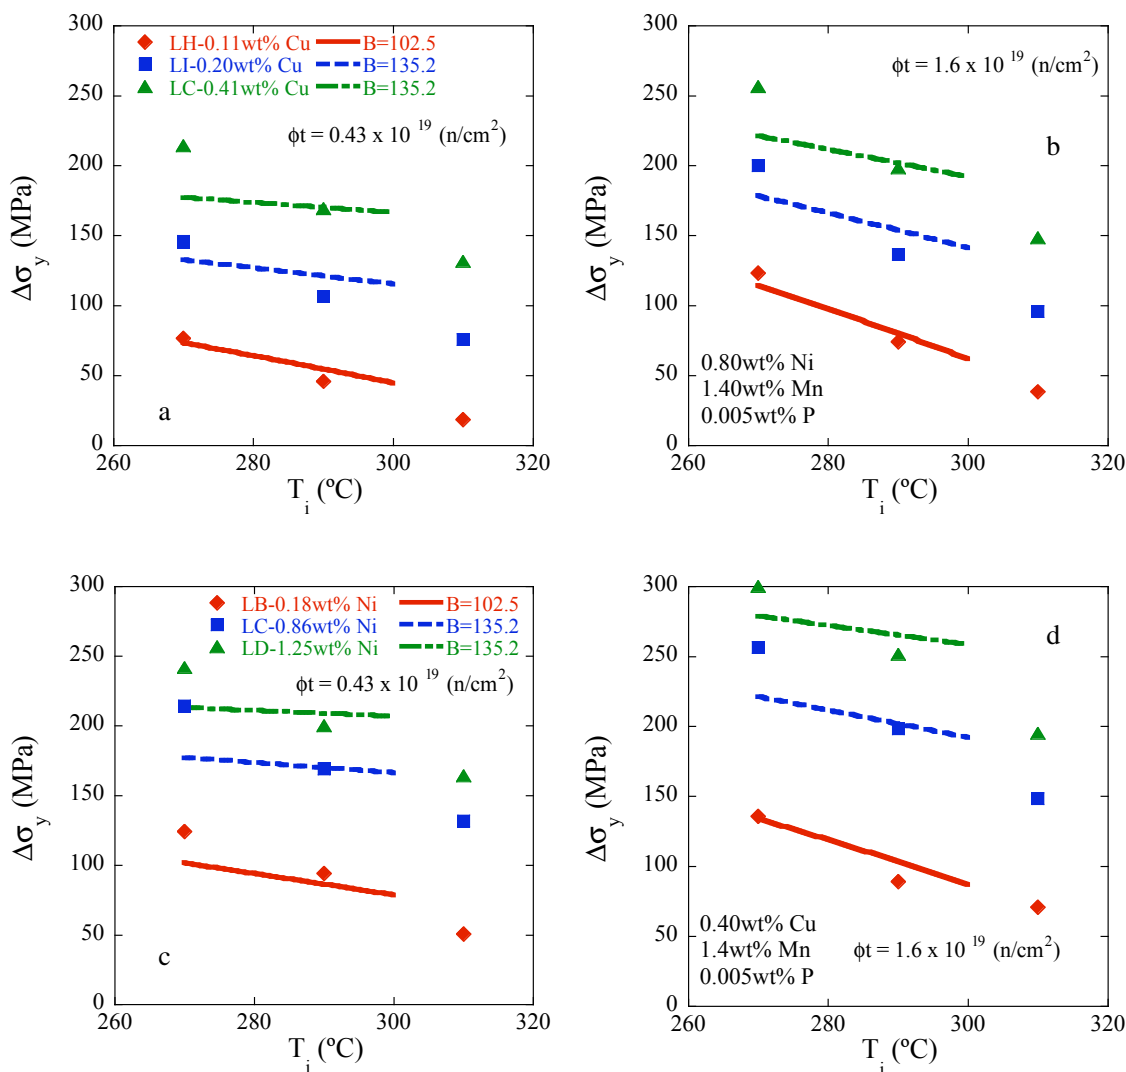 300
250
200
150
100
50
0
Δσy (MPa)
LH-0.11wt% Cu B=102.5
LI-0.20wt% Cu B=135.2
LC-0.41wt% Cu B=135.2
ϕt = 0.43 x 10 19 (n/cm2)
a
260 280 300 320
Ti (ºC)
300
250
200
150
100
50
0
Δσy (MPa)
ϕt = 1.6 x 10 19 (n/cm2)
b
0.80wt% Ni
1.40wt% Mn
0.005wt% P
260 280 300 320
Ti (ºC)
300
250
200
150
100
50
0
Δσy (MPa)
LB-0.18wt% Ni B=102.5
LC-0.86wt% Ni B=135.2
LD-1.25wt% Ni B=135.2
ϕt = 0.43 x 10 19 (n/cm2)
c
260 280 300 320
Ti (ºC)
300
250
200
150
100
50
0
Δσy (MPa)
d
0.40wt% Cu
1.4wt% Mn ϕt = 1.6 x 10 19 (n/cm2)
0.005wt% P
260 280 300 320
Ti (ºC)